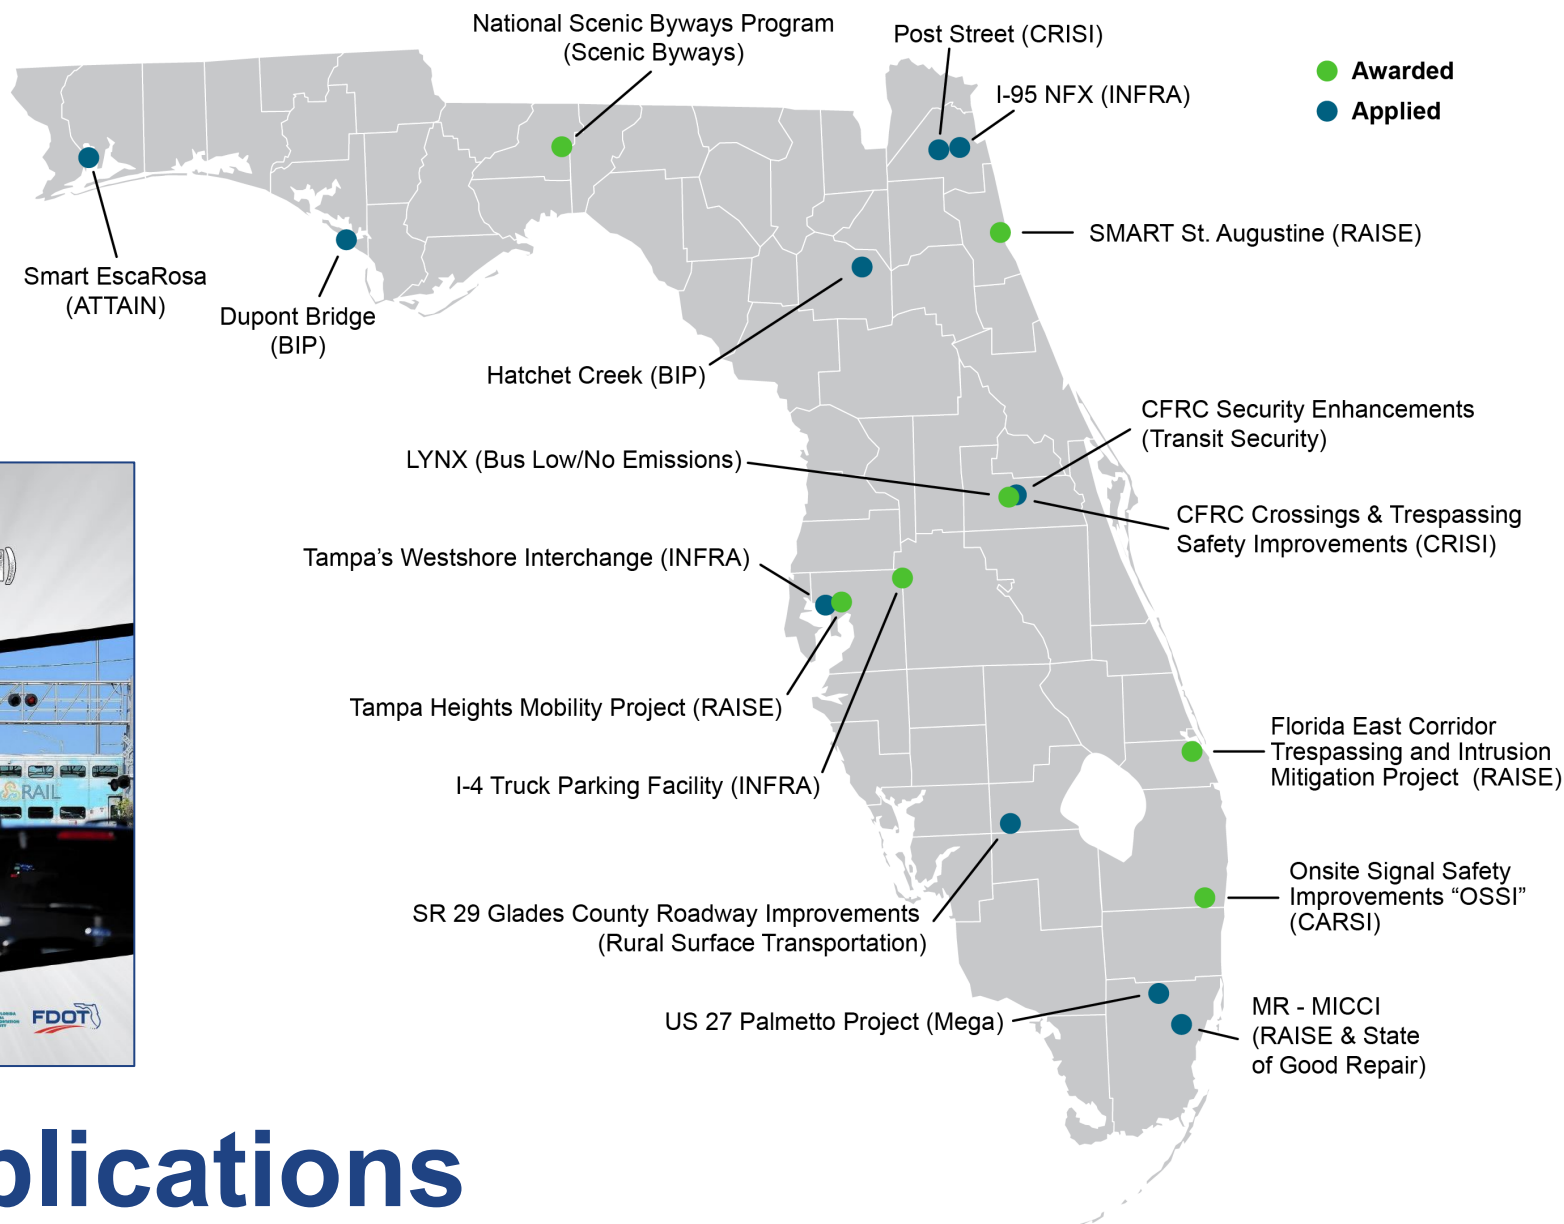 National Scenic Byways Program
(Scenic Byways)
Post Street (CRISI)
I-95 NFX (INFRA)
Awarded
Applied
SMART St. Augustine (RAISE)
Smart EscaRosa
(ATTAIN)
Dupont Bridge
(BIP)
Hatchet Creek (BIP)
CFRC Security Enhancements
(Transit Security)
LYNX (Bus Low/No Emissions)
CFRC Crossings & Trespassing
Safety Improvements (CRISI)
Tampa’s Westshore Interchange (INFRA)
Tampa Heights Mobility Project (RAISE)
I-4 Truck Parking Facility (INFRA)
Florida East Corridor
Trespassing and Intrusion
Mitigation Project (RAISE)
RAIL
Onsite Signal Safety
Improvements “OSSI”
(CARSI)
SR 29 Glades County Roadway Improvements
(Rural Surface Transportation)
US 27 Palmetto Project (Mega)
MR - MICCI
(RAISE & State
of Good Repair)
FDOT
plications